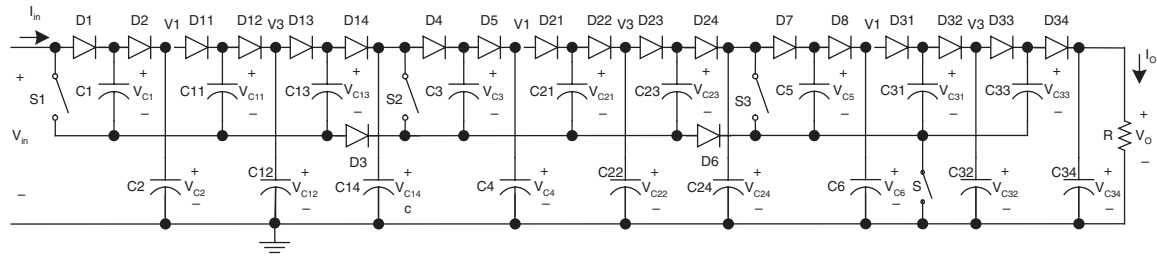 I_in D1 D2 V1 D11 D12 V3 D13 D14 D4 D5 V1 D21 D22 V3 D23 D24 D7 D8 V1 D31 D32 V3 D33 D34 I_O
+ S1 C1 + V_C1 − C11 + V_C11 − C13 + V_C13 − S2 C3 + V_C3 − C21 + V_C21 − C23 + V_C23 − S3 C5 + V_C5 − C31 + V_C31 − C33 + V_C33 −
V_in D3 D6 R + V_O −
− C2 + V_C2 − C12 + V_C12 − C14 + V_C14 c C4 + V_C4 − C22 + V_C22 − C24 + V_C24 − C6 + V_C6 − S C32 + V_C32 − C34 + V_C34 −